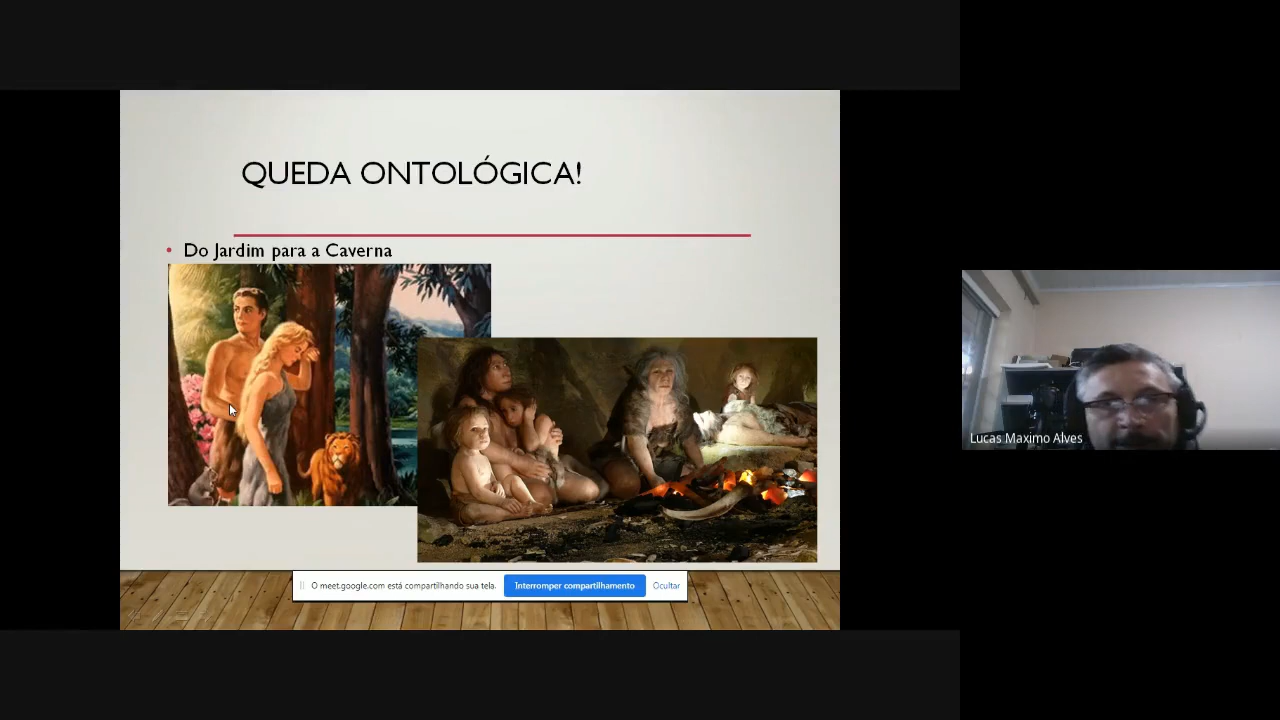 QUEDA ONTOLÓGICA!
• Do Jardim para a Caverna
Lucas Maximo Alves
O meet.google.com está compartilhando sua tela.
Interromper compartilhamento
Ocultar